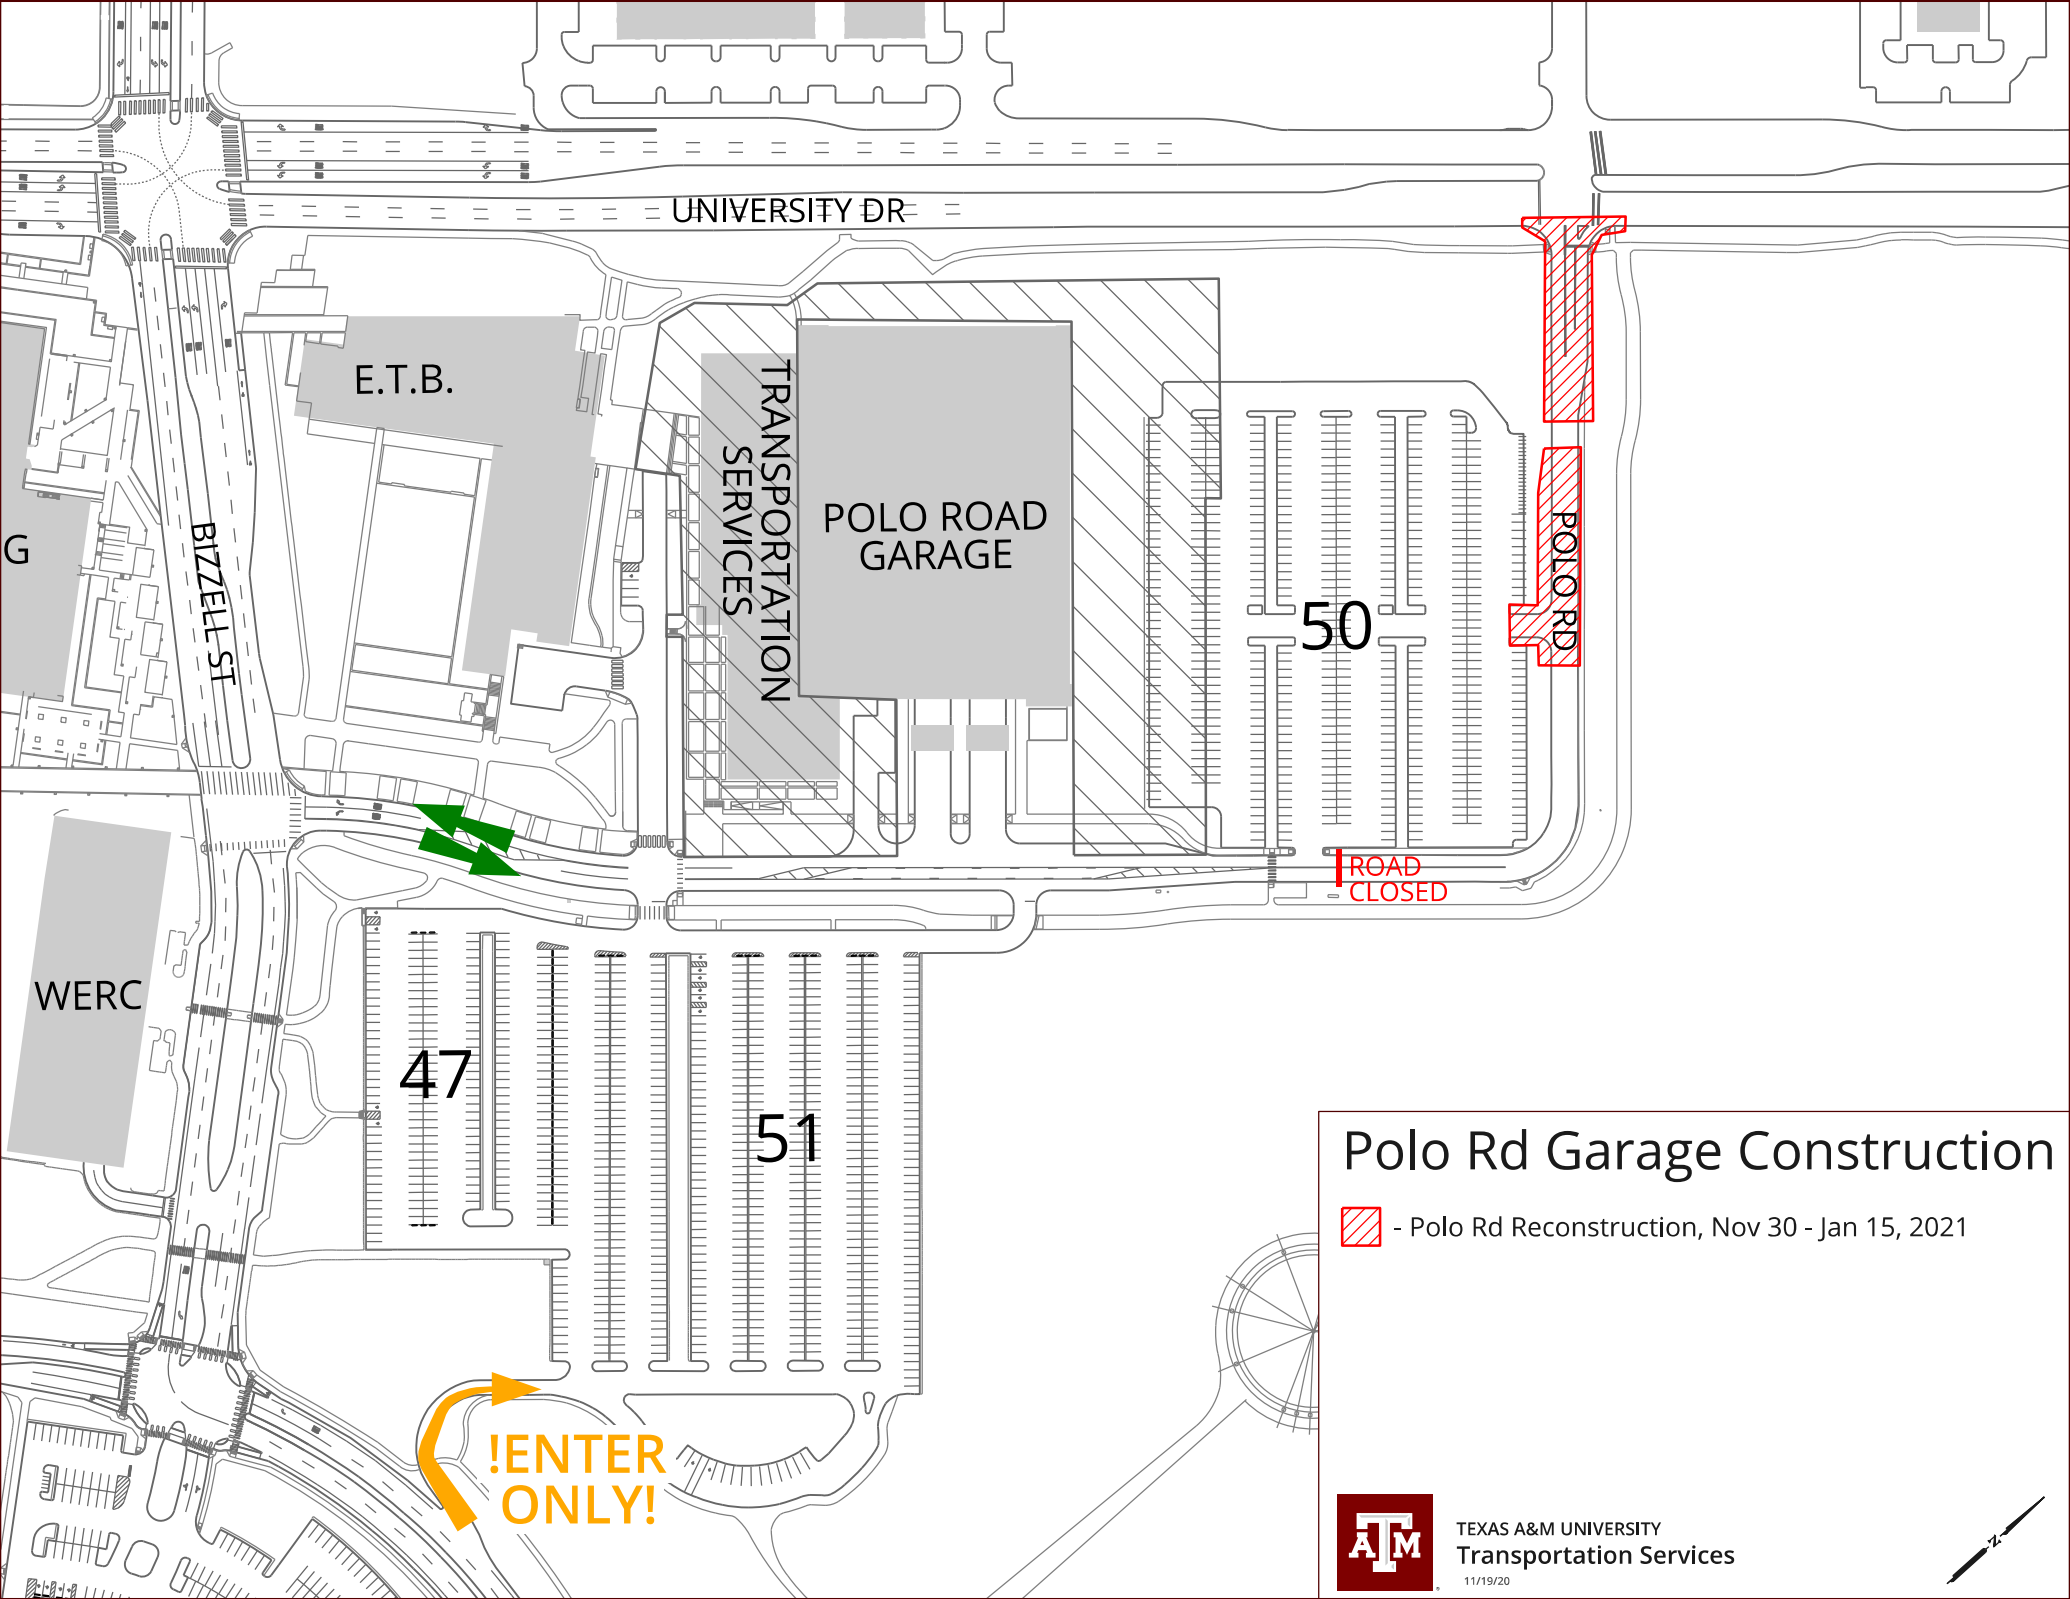 UNIVERSITY DR
E.T.B.
TRANSPORTATION
SERVICES
POLO ROAD
GARAGE
G
BIZZELL ST
50
POLO RD
ROAD
CLOSED
WERC
47
51
!ENTER
ONLY!
Polo Rd Garage Construction
- Polo Rd Reconstruction, Nov 30 - Jan 15, 2021
ATM
TEXAS A&M UNIVERSITY
Transportation Services
11/19/20
N